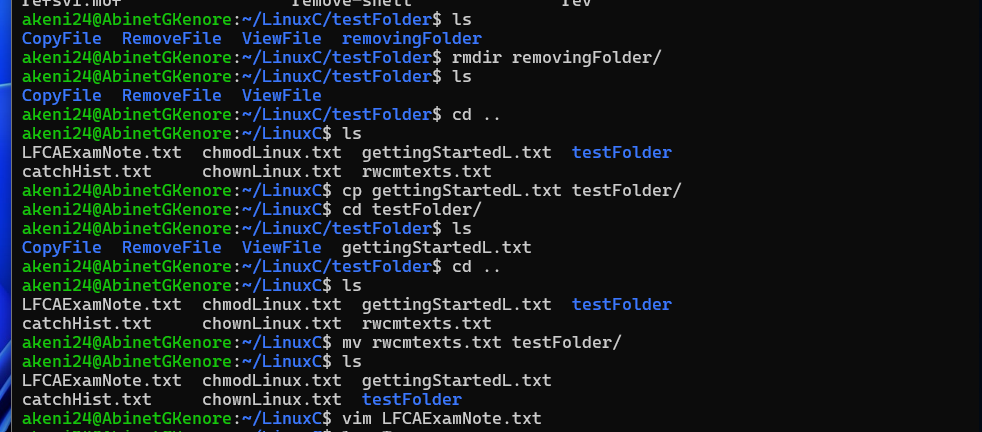 akeni24@AbinetGKenore:~/LinuxC/testFolder$ ls
CopyFile  RemoveFile  ViewFile  removingFolder
akeni24@AbinetGKenore:~/LinuxC/testFolder$ rmdir removingFolder/
akeni24@AbinetGKenore:~/LinuxC/testFolder$ ls
CopyFile  RemoveFile  ViewFile
akeni24@AbinetGKenore:~/LinuxC/testFolder$ cd ..
akeni24@AbinetGKenore:~/LinuxC$ ls
LFCAExamNote.txt  chmodLinux.txt  gettingStartedL.txt  testFolder
catchHist.txt     chownLinux.txt  rwcmtexts.txt
akeni24@AbinetGKenore:~/LinuxC$ cp gettingStartedL.txt testFolder/
akeni24@AbinetGKenore:~/LinuxC$ cd testFolder/
akeni24@AbinetGKenore:~/LinuxC/testFolder$ ls
CopyFile  RemoveFile  ViewFile  gettingStartedL.txt
akeni24@AbinetGKenore:~/LinuxC/testFolder$ cd ..
akeni24@AbinetGKenore:~/LinuxC$ ls
LFCAExamNote.txt  chmodLinux.txt  gettingStartedL.txt  testFolder
catchHist.txt     chownLinux.txt  rwcmtexts.txt
akeni24@AbinetGKenore:~/LinuxC$ mv rwcmtexts.txt testFolder/
akeni24@AbinetGKenore:~/LinuxC$ ls
LFCAExamNote.txt  chmodLinux.txt  gettingStartedL.txt
catchHist.txt     chownLinux.txt  testFolder
akeni24@AbinetGKenore:~/LinuxC$ vim LFCAExamNote.txt